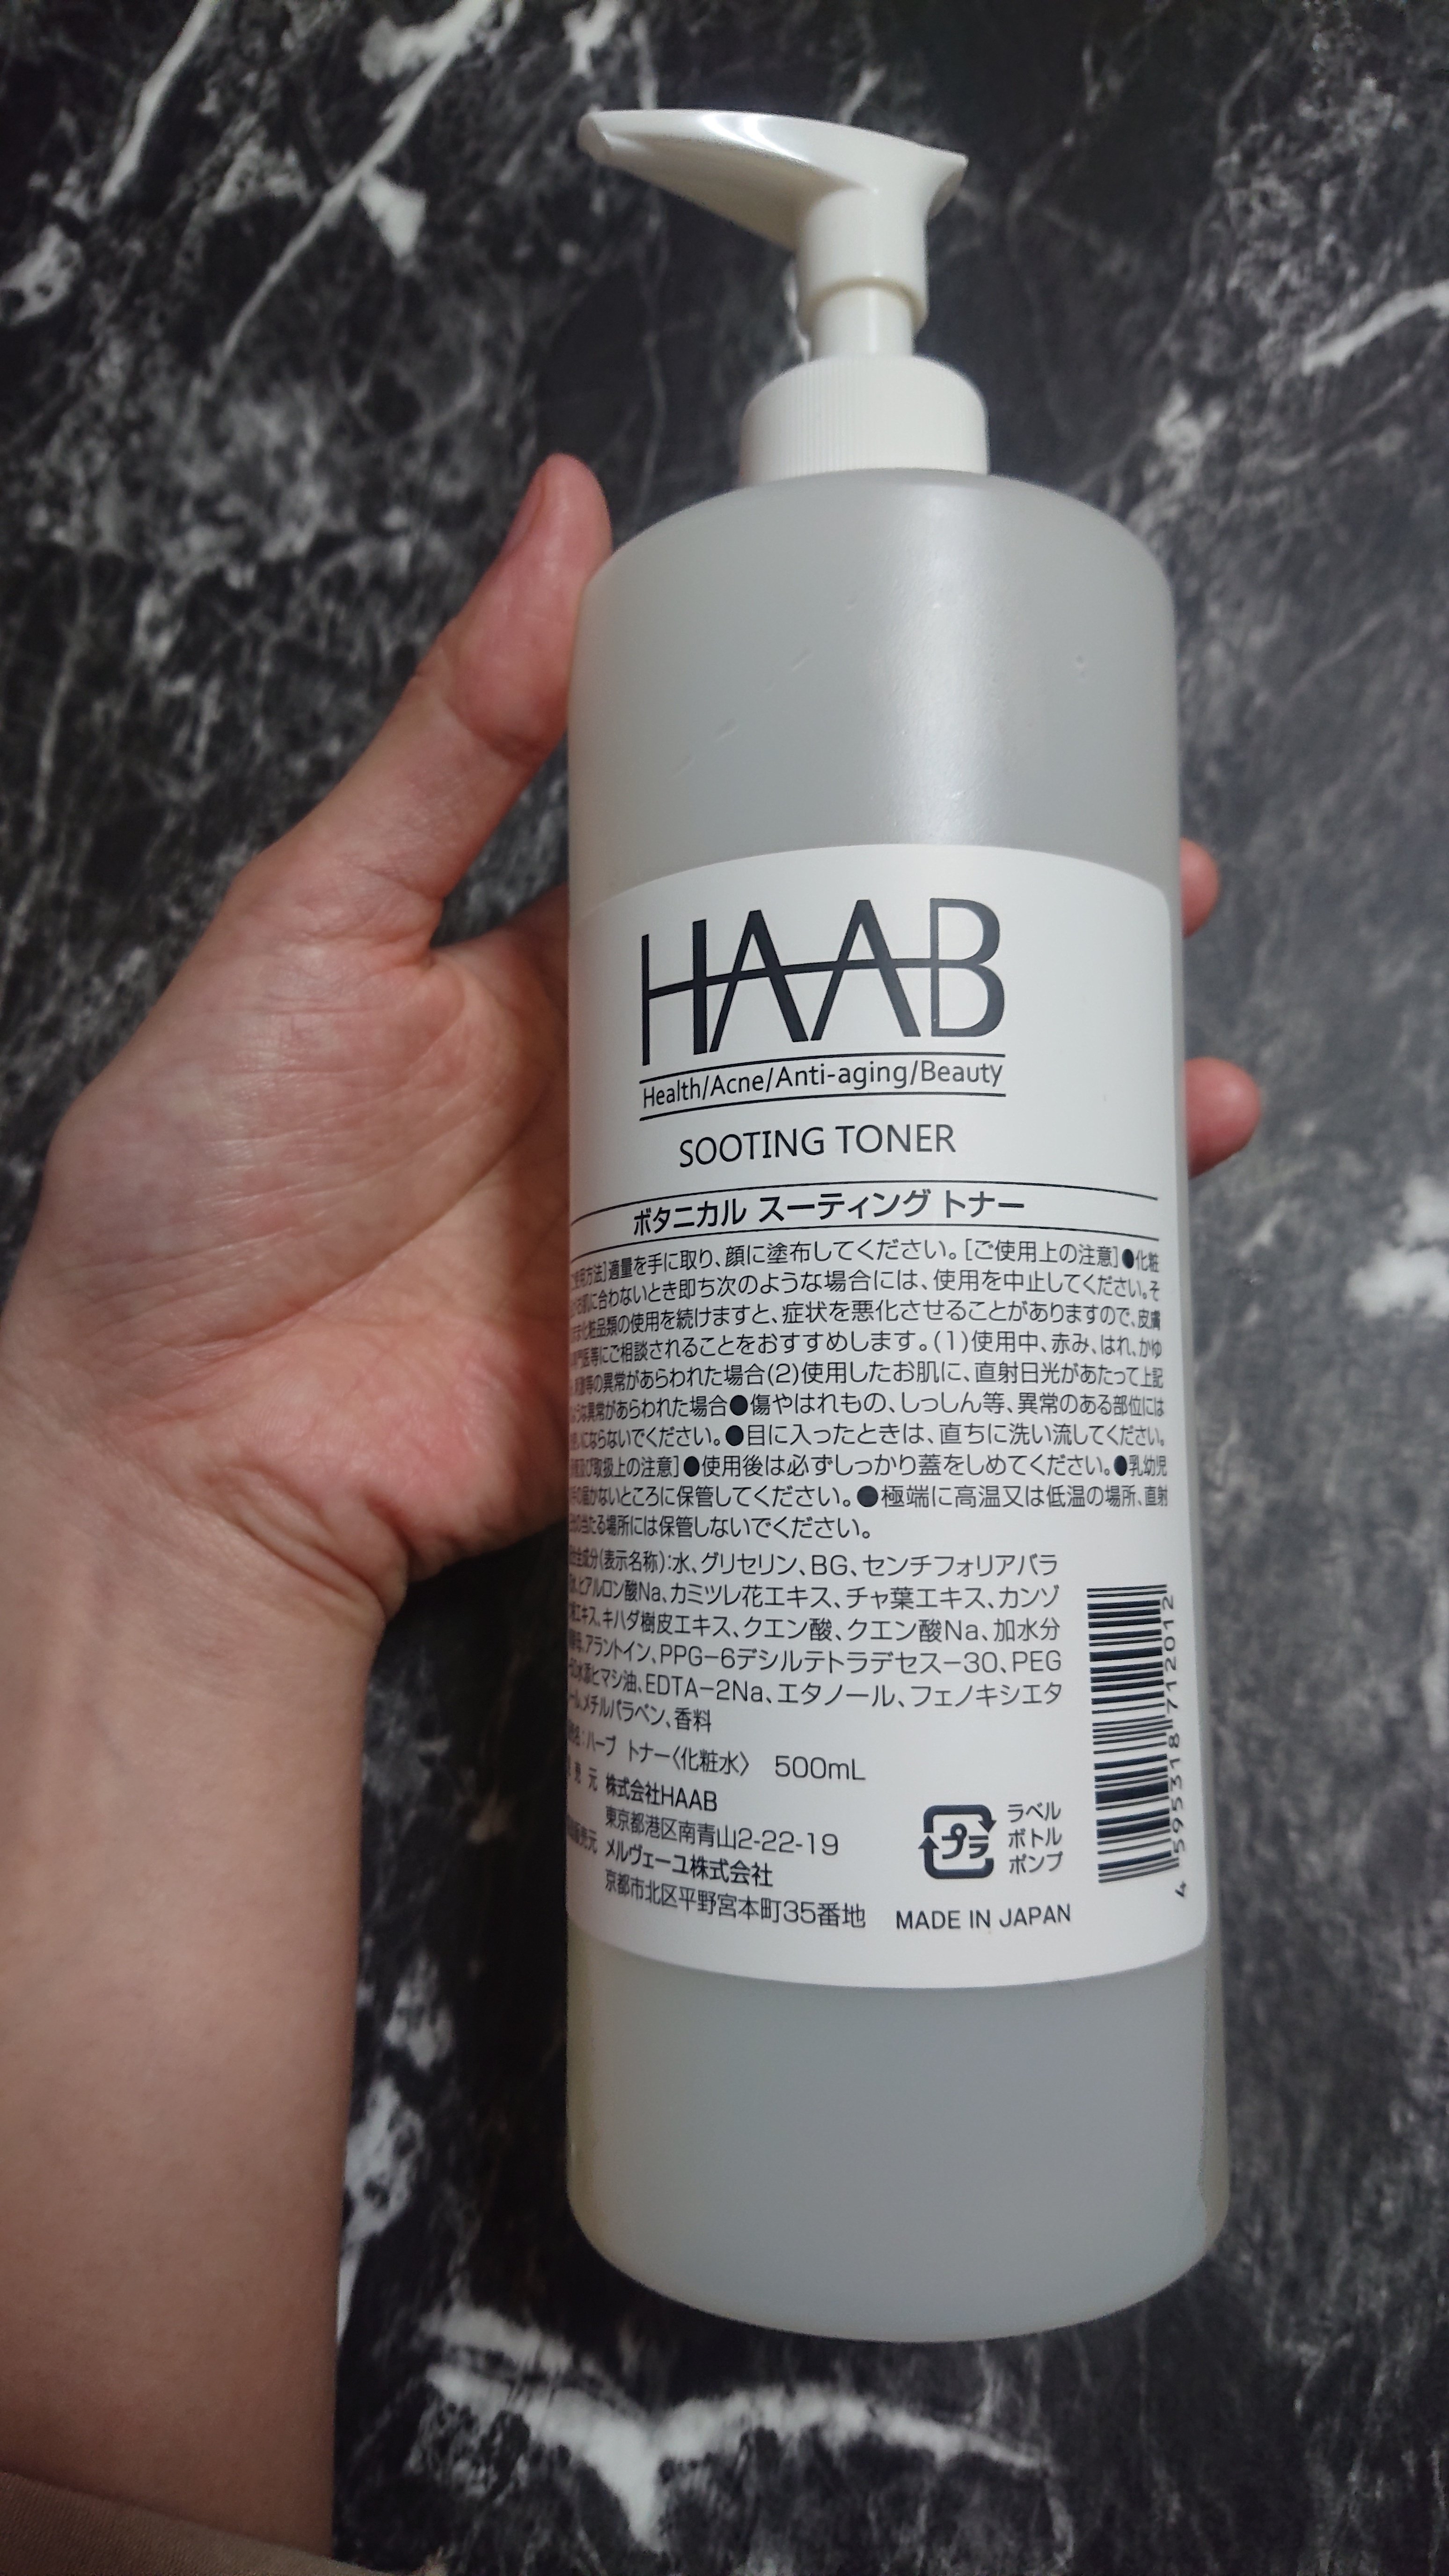 HAAB
Health/Acne/Anti-aging/Beauty
SOOTING TONER
ボタニカル スーティング トナー
使用方法]適量を手に取り、顔に塗布してください。[ご使用上の注意]●化粧
お肌に合わないとき即ち次のような場合には、使用を中止してください。そ
化粧品類の使用を続けますと、症状を悪化させることがありますので、皮膚
専門医等にご相談されることをおすすめします。(1)使用中、赤み、はれ、かゆ
刺激等の異常があらわれた場合(2)使用したお肌に、直射日光があたって上記
ような異常があらわれた場合●傷やはれもの、しっしん等、異常のある部位には
使いにならないでください。●目に入ったときは、直ちに洗い流してください。
及び取扱上の注意]●使用後は必ずしっかり蓋をしめてください。●乳幼児
手の届かないところに保管してください。●極端に高温又は低温の場所、直射
の当たる場所には保管しないでください。
全成分(表示名称):水、グリセリン、BG、センチフォリアバラ
水、ヒアルロン酸Na、カミツレ花エキス、チャ葉エキス、カンゾ
エキス、キハダ樹皮エキス、クエン酸、クエン酸Na、加水分
アラントイン、PPG-6デシルテトラデセス-30、PEG
水添ヒマシ油、EDTA-2Na、エタノール、フェノキシエタ
ール、メチルパラベン、香料
ハーブ トナー〈化粧水〉 500mL
元 株式会社HAAB
東京都港区南青山2-22-19
販売元 メルヴェーユ株式会社
京都市北区平野宮本町35番地
プラ
ラベル
ボトル
ポンプ
MADE IN JAPAN
4 595318 712012